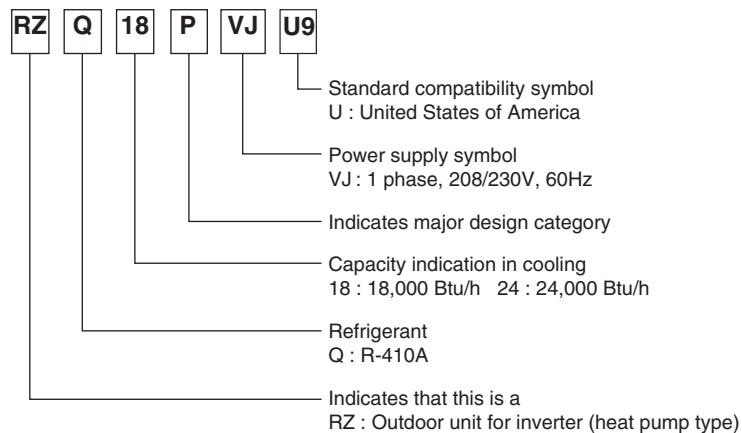 RZ Q 18 P VJ U9
Standard compatibility symbol
U : United States of America
Power supply symbol
VJ : 1 phase, 208/230V, 60Hz
Indicates major design category
Capacity indication in cooling
18 : 18,000 Btu/h 24 : 24,000 Btu/h
Refrigerant
Q : R-410A
Indicates that this is a
RZ : Outdoor unit for inverter (heat pump type)